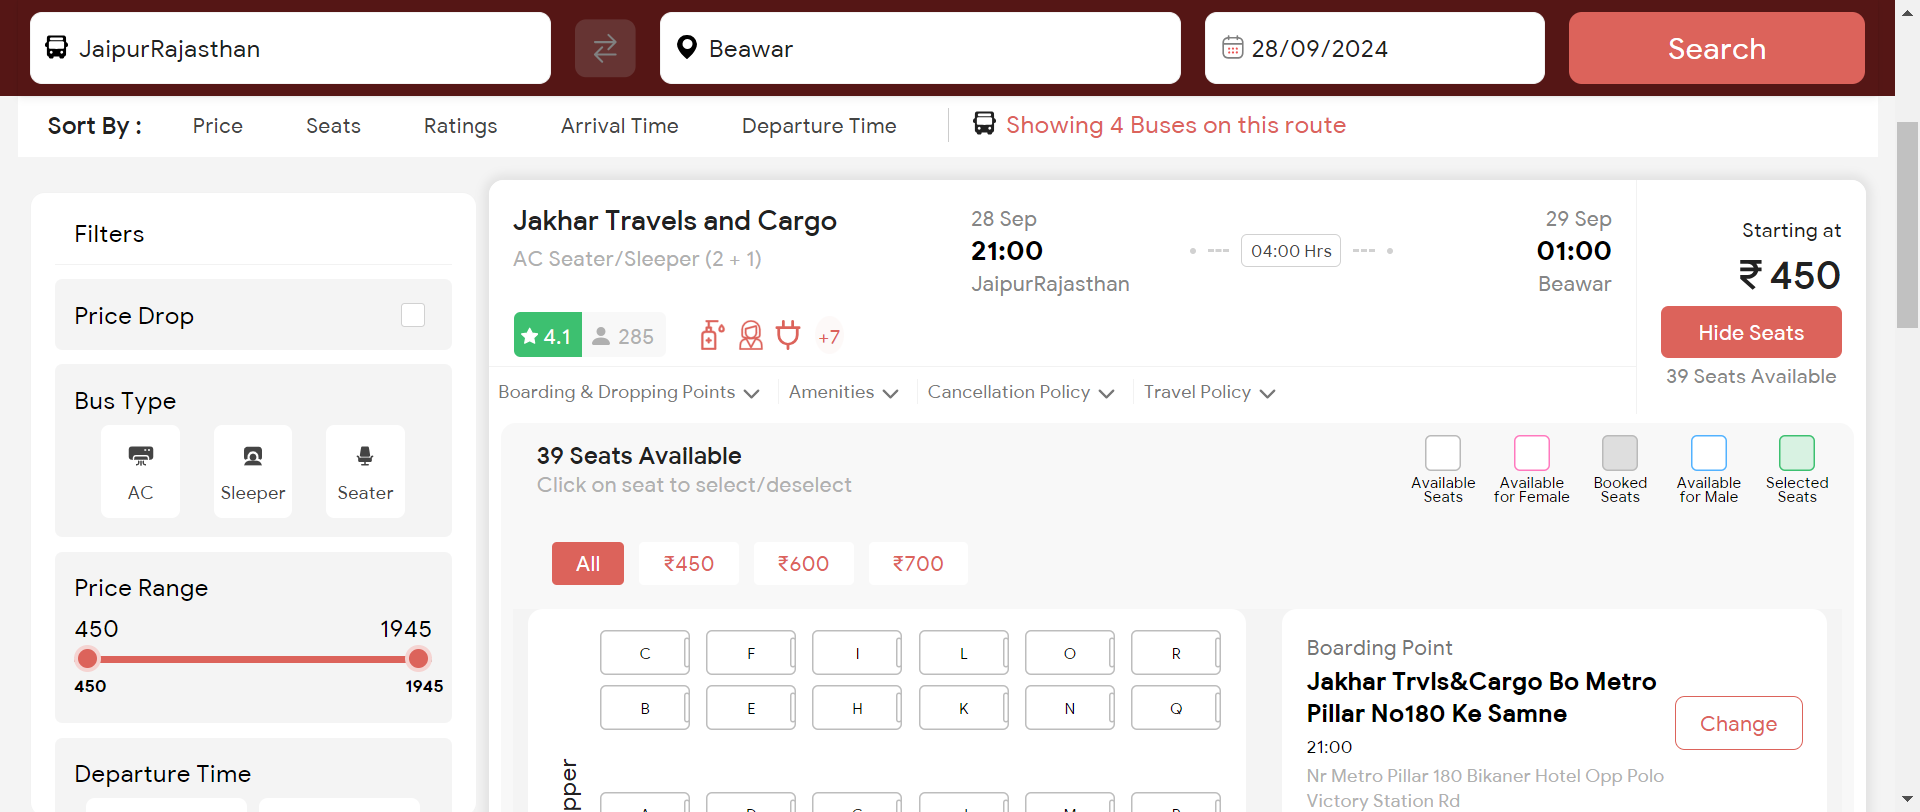 JaipurRajasthan
Beawar
28/09/2024
Search
Sort By :
Price
Seats
Ratings
Arrival Time
Departure Time
Showing 4 Buses on this route
Filters
Price Drop
Bus Type
AC
Sleeper
Seater
Price Range
450 1945
450 1945
Departure Time
Jakhar Travels and Cargo
AC Seater/Sleeper (2 + 1)
28 Sep
21:00
JaipurRajasthan
04:00 Hrs
29 Sep
01:00
Beawar
Starting at
₹ 450
Hide Seats
39 Seats Available
4.1
285
+7
Boarding & Dropping Points
Amenities
Cancellation Policy
Travel Policy
39 Seats Available
Click on seat to select/deselect
Available
Seats
Available
for Female
Booked
Seats
Available
for Male
Selected
Seats
All
₹450
₹600
₹700
C F I L O R
B E H K N Q
Boarding Point
Jakhar Trvls&Cargo Bo Metro
Pillar No180 Ke Samne
21:00
Nr Metro Pillar 180 Bikaner Hotel Opp Polo
Victory Station Rd
Change